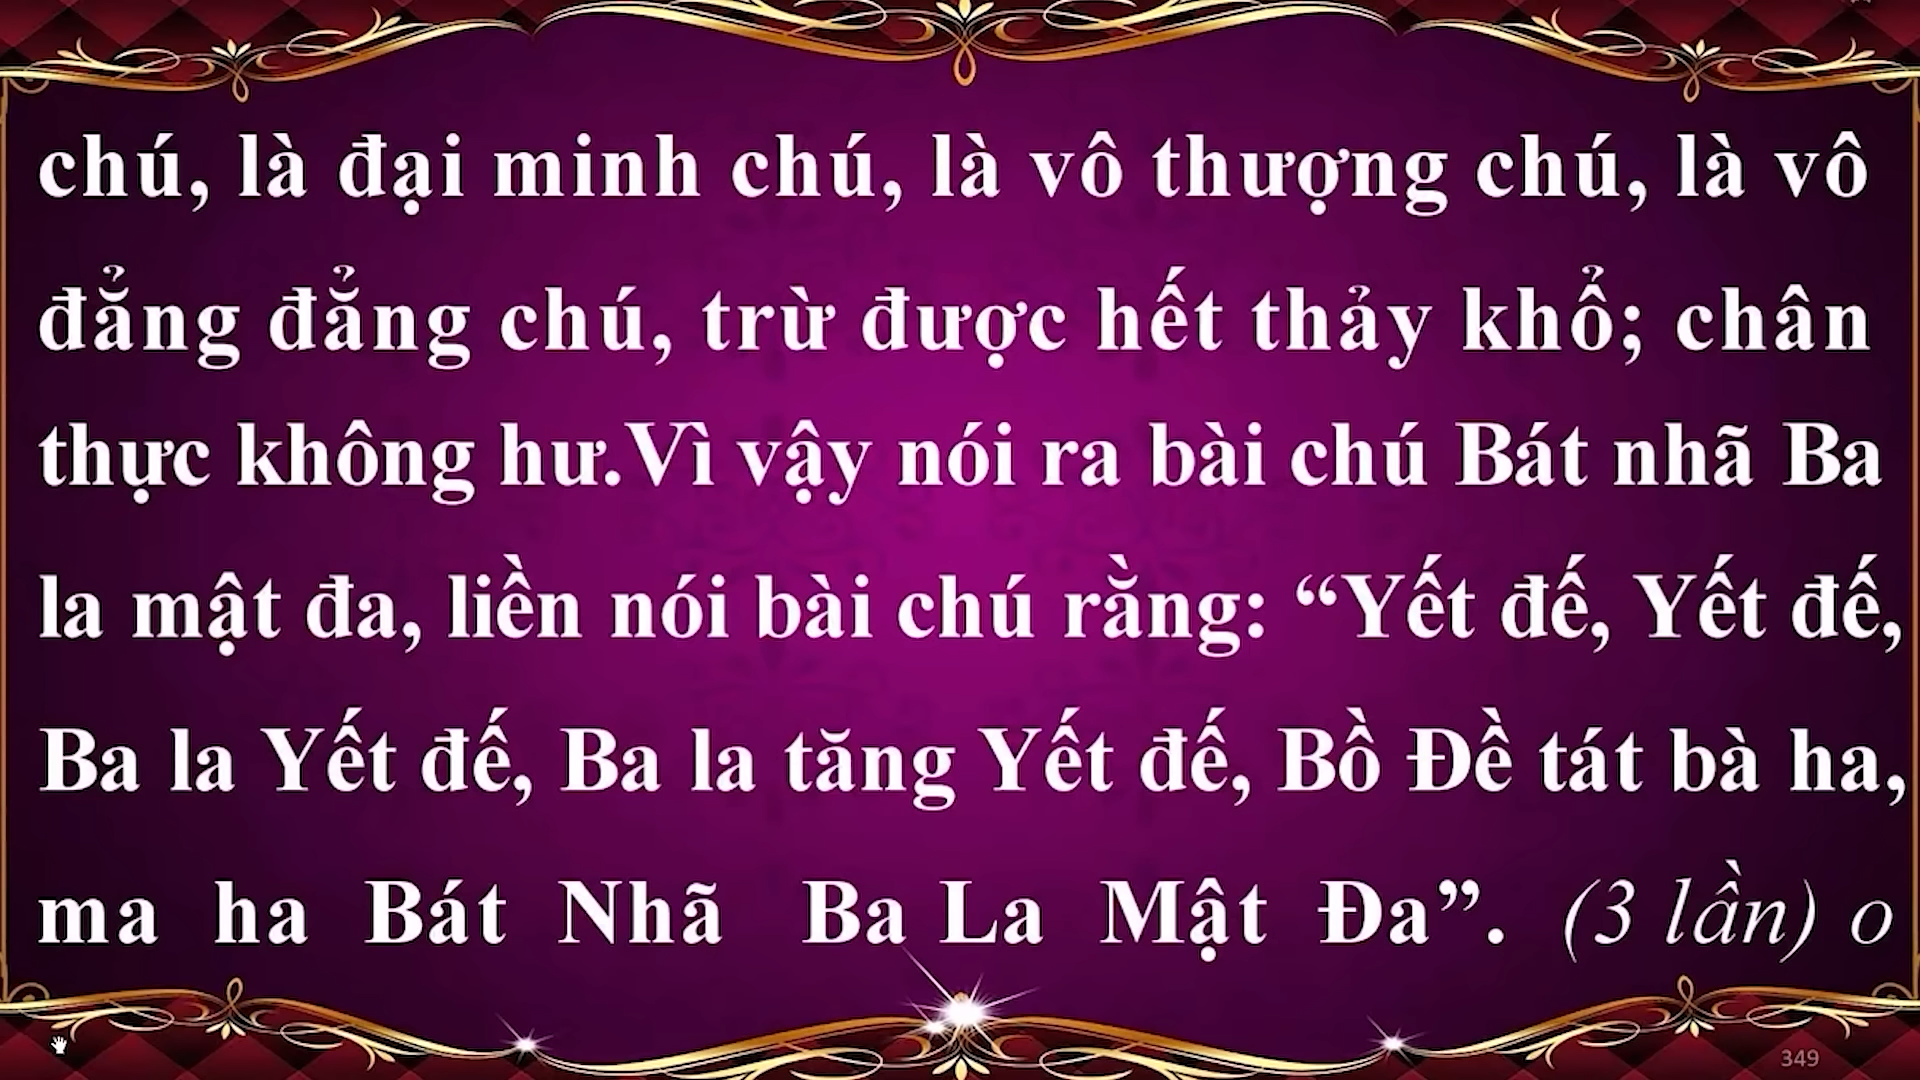 chú, là đại minh chú, là vô thượng chú, là vô
đẳng đẳng chú, trừ được hết thảy khổ; chân
thực không hư.Vì vậy nói ra bài chú Bát nhã Ba
la mật đa, liền nói bài chú rằng: “Yết đế, Yết đế,
Ba la Yết đế, Ba la tăng Yết đế, Bồ Đề tát bà ha,
ma ha Bát Nhã Ba La Mật Đa”. (3 lần) o
349